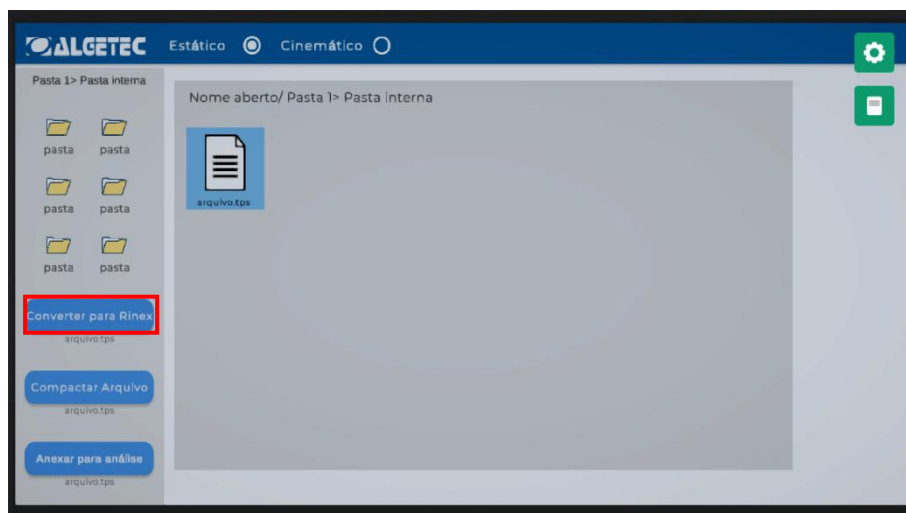 ALGETEC
Estático Cinemático
Pasta 1> Pasta interna
Nome aberto/ Pasta 1> Pasta interna
pasta pasta
pasta pasta
pasta pasta
arquivo.tps
Converter para Rinex
arquivo.tps
Compactar Arquivo
arquivo.tps
Anexar para análise
arquivo.tps